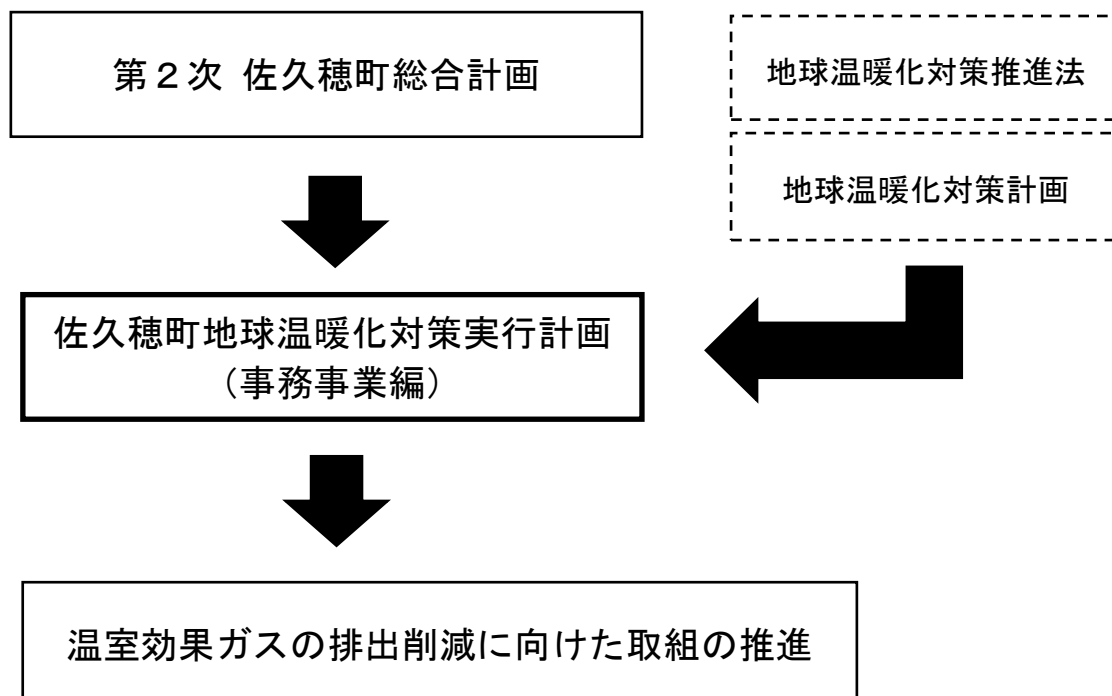 第２次 佐久穂町総合計画
地球温暖化対策推進法
地球温暖化対策計画
佐久穂町地球温暖化対策実行計画
（事務事業編）
温室効果ガスの排出削減に向けた取組の推進